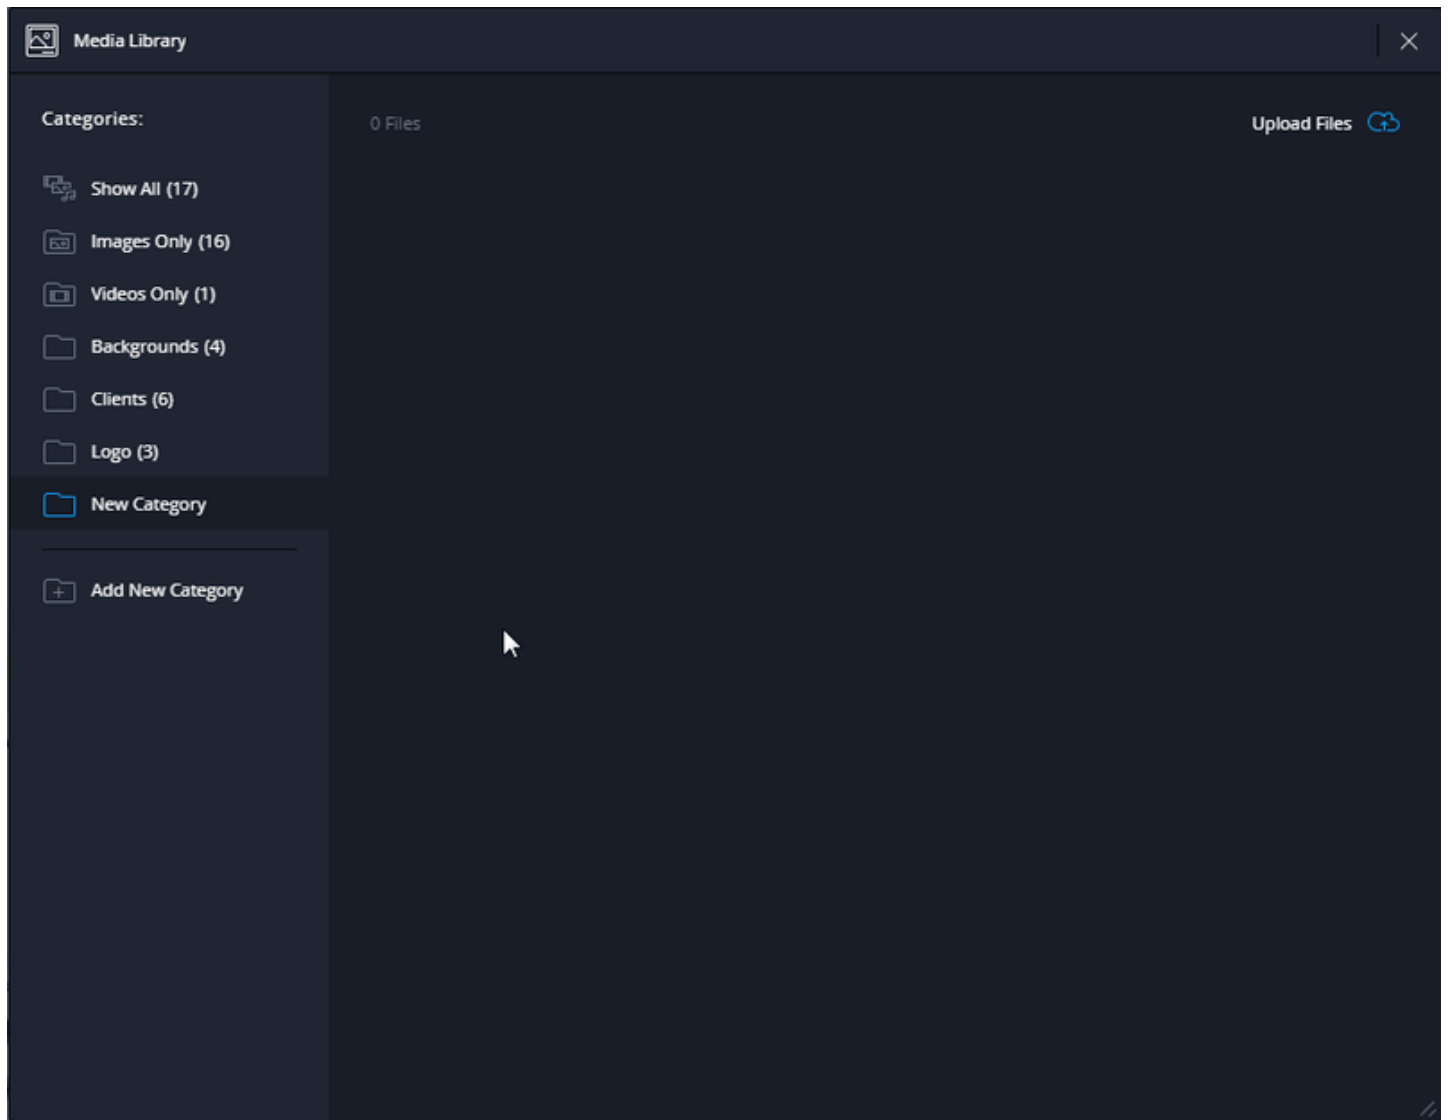 Media Library
Categories:
0 Files
Upload Files
Show All (17)
Images Only (16)
Videos Only (1)
Backgrounds (4)
Clients (6)
Logo (3)
New Category
Add New Category